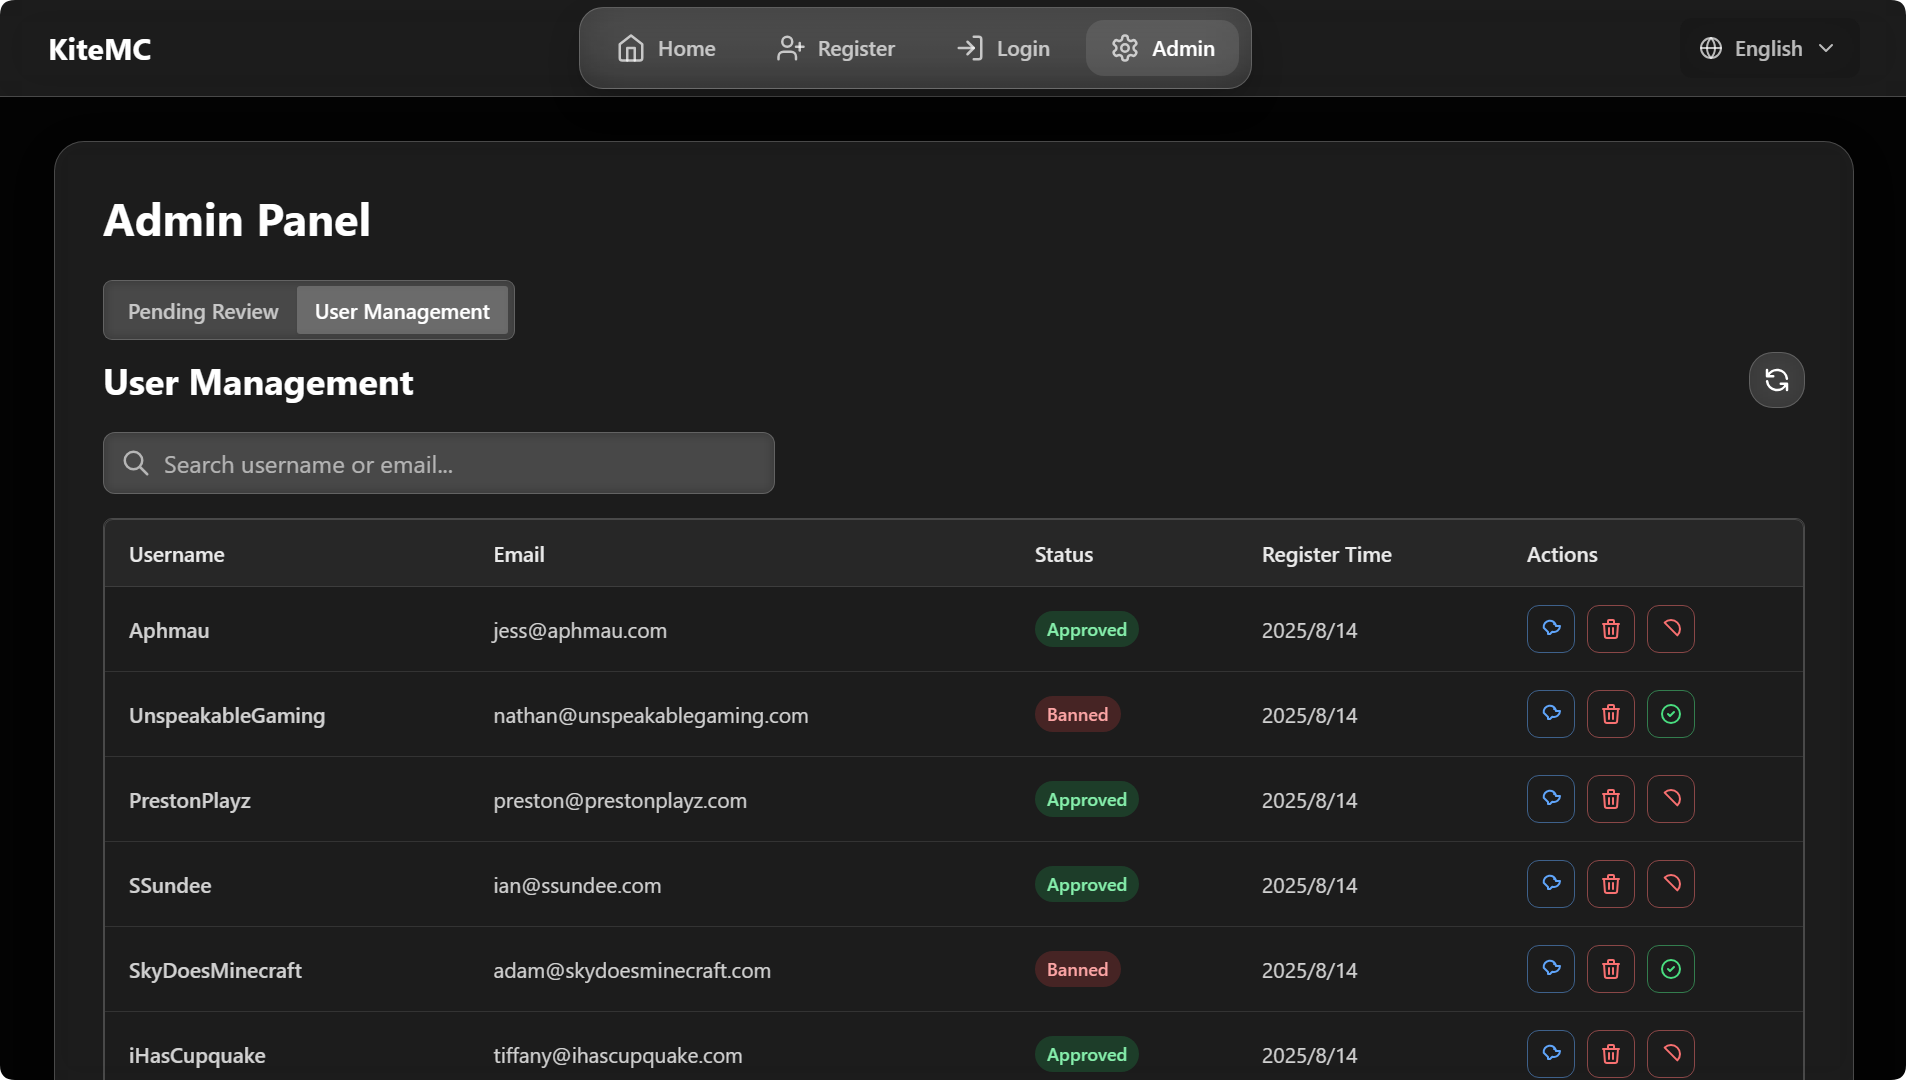 KiteMC
Home Register Login Admin
English
Admin Panel
Pending Review User Management
User Management
Search username or email...
Username Email Status Register Time Actions
Aphmau jess@aphmau.com Approved 2025/8/14
UnspeakableGaming nathan@unspeakablegaming.com Banned 2025/8/14
PrestonPlayz preston@prestonplayz.com Approved 2025/8/14
SSundee ian@ssundee.com Approved 2025/8/14
SkyDoesMinecraft adam@skydoesminecraft.com Banned 2025/8/14
iHasCupquake tiffany@ihascupquake.com Approved 2025/8/14